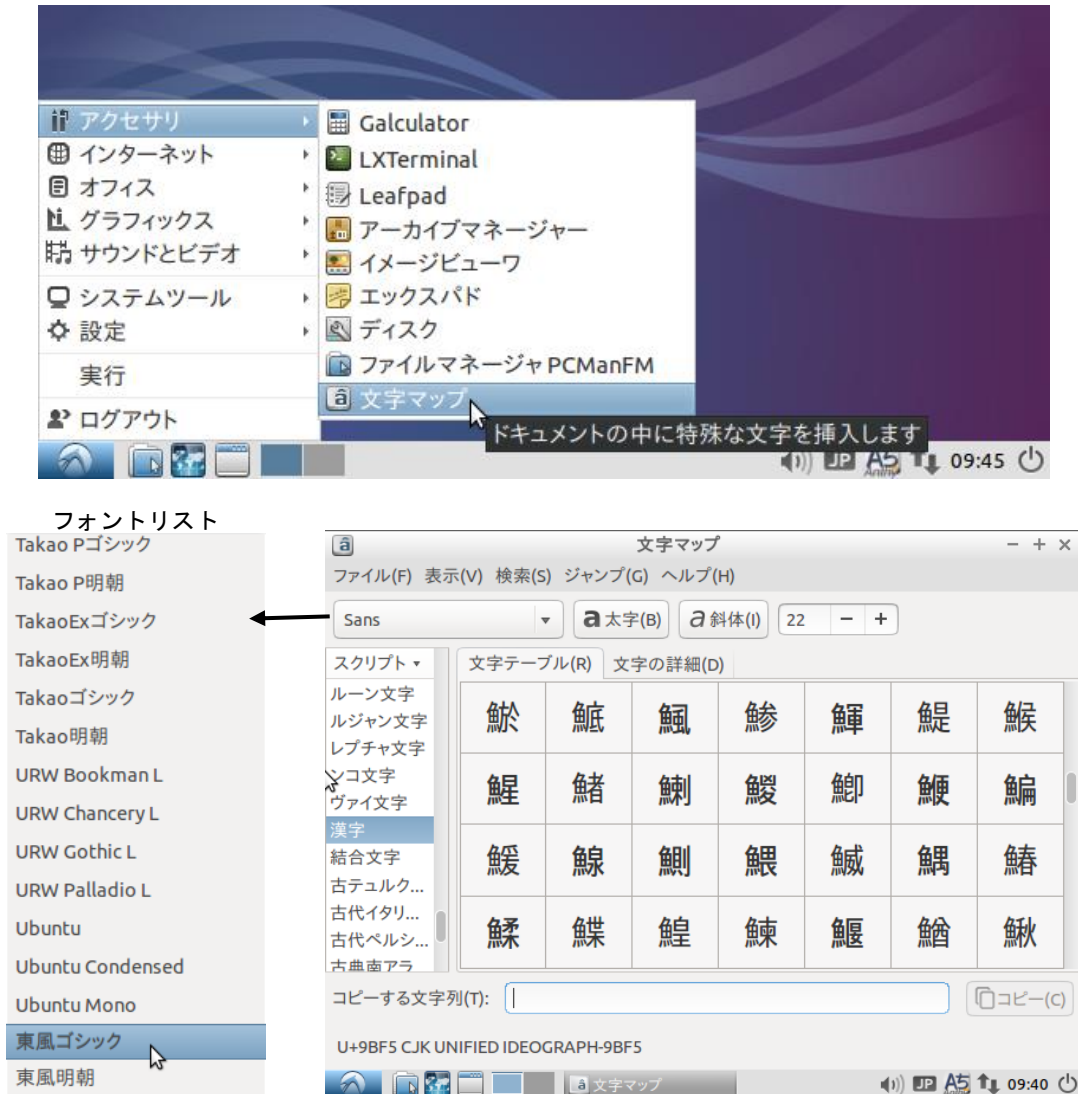 アクセサリ
インターネット
オフィス
グラフィックス
サウンドとビデオ
システムツール
設定
実行
ログアウト
Galculator
LXTerminal
Leafpad
アーカイブマネージャー
イメージビューワ
エックスパド
ディスク
ファイルマネージャ PCManFM
文字マップ
ドキュメントの中に特殊な文字を挿入します
JP A5 Anthy 09:45
フォントリスト
Takao Pゴシック
Takao P明朝
TakaoExゴシック
TakaoEx明朝
Takaoゴシック
Takao明朝
URW Bookman L
URW Chancery L
URW Gothic L
URW Palladio L
Ubuntu
Ubuntu Condensed
Ubuntu Mono
東風ゴシック
東風明朝
文字マップ
ファイル(F) 表示(V) 検索(S) ジャンプ(G) ヘルプ(H)
Sans a 太字(B) a 斜体(I) 22 − +
スクリプト
ルーン文字
ルジャン文字
レプチャ文字
ンコ文字
ヴァイ文字
漢字
結合文字
古テュルク...
古代イタリ...
古代ペルシ...
古典南アラ
文字テーブル(R) 文字の詳細(D)
鯲 鯳 鯴 鯵 鯶 鯷 鯸
鯹 鯺 鯻 鯼 鯽 鯾 鯿
鰀 鰁 鰂 鰃 鰄 鰅 鰆
鰇 鰈 鰉 鰊 鰋 鰌 鰍
コピーする文字列(T): コピー(C)
U+9BF5 CJK UNIFIED IDEOGRAPH-9BF5
文字マップ JP A5 09:40